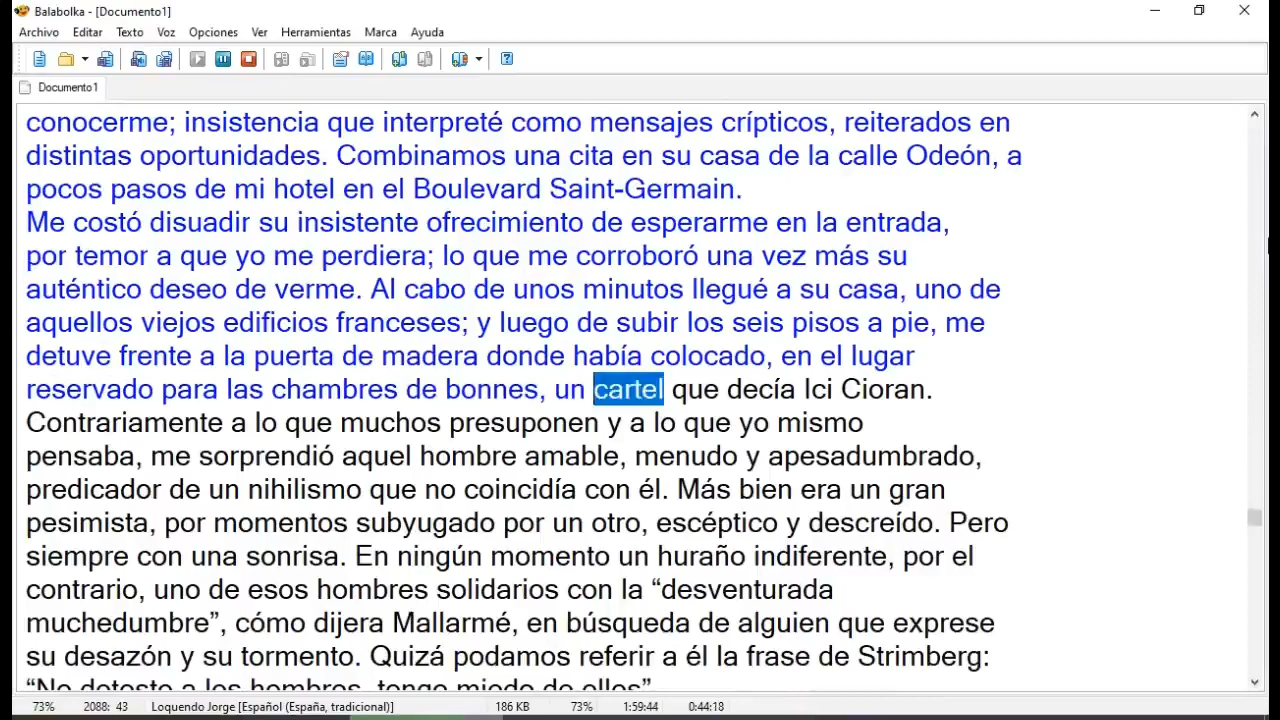 Balabolka - [Documento1]
Archivo Editar Texto Voz Opciones Ver Herramientas Marca Ayuda
Documento1
conocerme; insistencia que interpreté como mensajes crípticos, reiterados en
distintas oportunidades. Combinamos una cita en su casa de la calle Odeón, a
pocos pasos de mi hotel en el Boulevard Saint-Germain.
Me costó disuadir su insistente ofrecimiento de esperarme en la entrada,
por temor a que yo me perdiera; lo que me corroboró una vez más su
auténtico deseo de verme. Al cabo de unos minutos llegué a su casa, uno de
aquellos viejos edificios franceses; y luego de subir los seis pisos a pie, me
detuve frente a la puerta de madera donde había colocado, en el lugar
reservado para las chambres de bonnes, un cartel que decía Ici Cioran.
Contrariamente a lo que muchos presuponen y a lo que yo mismo
pensaba, me sorprendió aquel hombre amable, menudo y apesadumbrado,
predicador de un nihilismo que no coincidía con él. Más bien era un gran
pesimista, por momentos subyugado por un otro, escéptico y descreído. Pero
siempre con una sonrisa. En ningún momento un huraño indiferente, por el
contrario, uno de esos hombres solidarios con la “desventurada
muchedumbre”, cómo dijera Mallarmé, en búsqueda de alguien que exprese
su desazón y su tormento. Quizá podamos referir a él la frase de Strimberg:
“No detesto a los hombres, tengo miedo de ellos”
73% 2088: 43 Loquendo Jorge [Español (España, tradicional)] 186 KB 73% 1:59:44 0:44:18